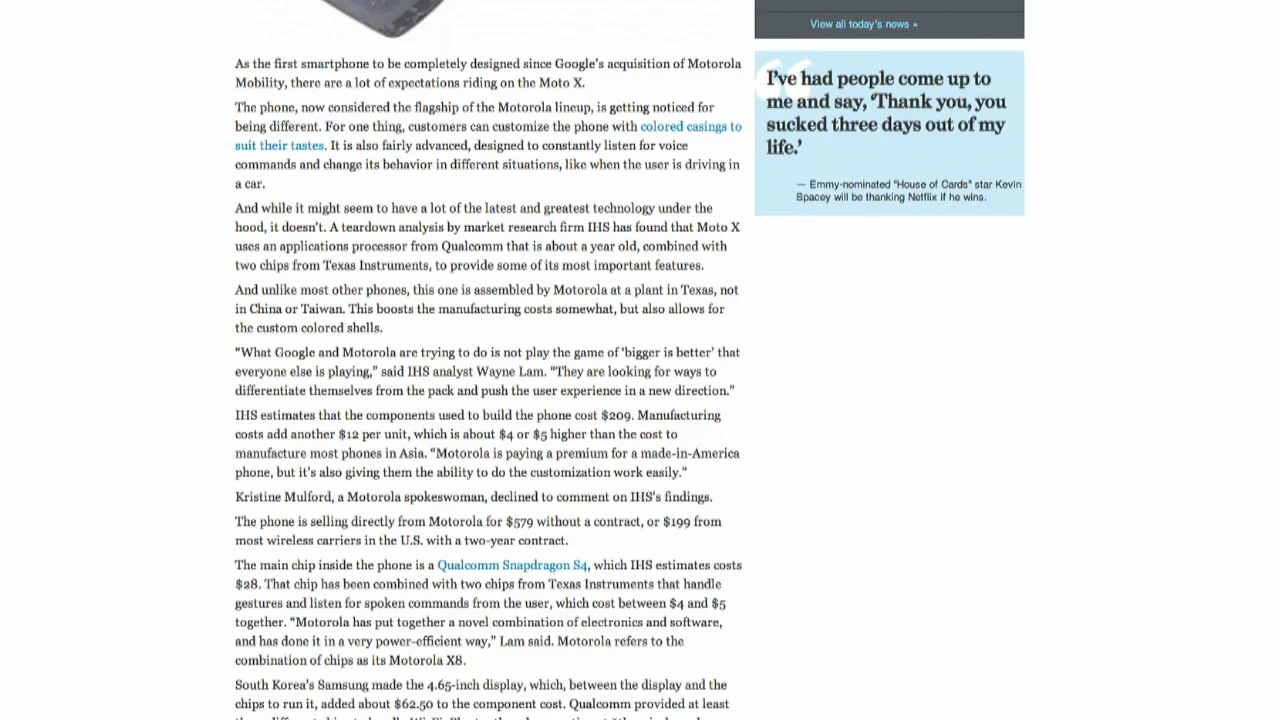 View all today's news »
As the first smartphone to be completely designed since Google's acquisition of Motorola
Mobility, there are a lot of expectations riding on the Moto X.
The phone, now considered the flagship of the Motorola lineup, is getting noticed for
being different. For one thing, customers can customize the phone with colored casings to
suit their tastes. It is also fairly advanced, designed to constantly listen for voice
commands and change its behavior in different situations, like when the user is driving in
a car.
And while it might seem to have a lot of the latest and greatest technology under the
hood, it doesn't. A teardown analysis by market research firm IHS has found that Moto X
uses an applications processor from Qualcomm that is about a year old, combined with
two chips from Texas Instruments, to provide some of its most important features.
And unlike most other phones, this one is assembled by Motorola at a plant in Texas, not
in China or Taiwan. This boosts the manufacturing costs somewhat, but also allows for
the custom colored shells.
"What Google and Motorola are trying to do is not play the game of 'bigger is better' that
everyone else is playing," said IHS analyst Wayne Lam. "They are looking for ways to
differentiate themselves from the pack and push the user experience in a new direction."
IHS estimates that the components used to build the phone cost $209. Manufacturing
costs add another $12 per unit, which is about $4 or $5 higher than the cost to
manufacture most phones in Asia. "Motorola is paying a premium for a made-in-America
phone, but it's also giving them the ability to do the customization work easily."
Kristine Mulford, a Motorola spokeswoman, declined to comment on IHS's findings.
The phone is selling directly from Motorola for $579 without a contract, or $199 from
most wireless carriers in the U.S. with a two-year contract.
The main chip inside the phone is a Qualcomm Snapdragon S4, which IHS estimates costs
$28. That chip has been combined with two chips from Texas Instruments that handle
gestures and listen for spoken commands from the user, which cost between $4 and $5
together. "Motorola has put together a novel combination of electronics and software,
and has done it in a very power-efficient way," Lam said. Motorola refers to the
combination of chips as its Motorola X8.
South Korea's Samsung made the 4.65-inch display, which, between the display and the
chips to run it, added about $62.50 to the component cost. Qualcomm provided at least
I've had people come up to
me and say, 'Thank you, you
sucked three days out of my
life.'
— Emmy-nominated "House of Cards" star Kevin
Spacey will be thanking Netflix if he wins.